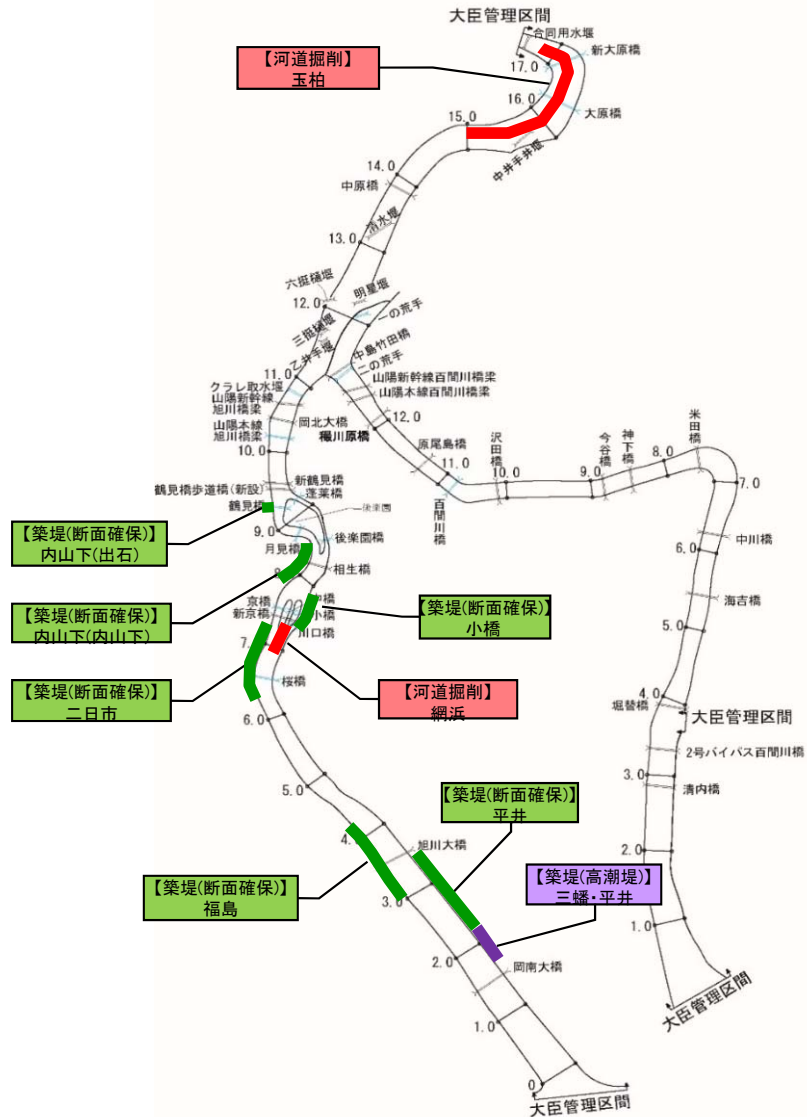 大臣管理区間
合同用水堰
新大原橋
【河道掘削】
玉柏
17.0
16.0
大原橋
15.0
中井手井堰
14.0
中原橋
清水堰
13.0
六挺樋堰
明星堰
12.0
一の荒手
三挺樋堰
中島竹田橋
乙井手堰
二の荒手
11.0
山陽新幹線百間川橋梁
クラレ取水堰
山陽本線百間川橋梁
山陽新幹線
旭川橋梁
岡北大橋
12.0
山陽本線
旭川橋梁
米田橋
10.0
原尾島橋
沢田橋
今谷橋
神下橋
8.0
11.0
10.0
9.0
7.0
新鶴見橋
鶴見橋歩道橋(新設)
蓬莱橋
鶴見橋
後楽園
百間川橋
9.0
【築堤(断面確保)】
内山下(出石)
月見橋
後楽園橋
中川橋
6.0
相生橋
【築堤(断面確保)】
内山下(内山下)
京橋
新京橋
小橋
川口橋
【築堤(断面確保)】
小橋
海吉橋
5.0
7.0
【築堤(断面確保)】
二日市
桜橋
【河道掘削】
網浜
4.0
堀替橋
大臣管理区間
6.0
2号バイパス百間川橋
3.0
清内橋
5.0
【築堤(断面確保)】
平井
4.0
旭川大橋
2.0
【築堤(断面確保)】
福島
【築堤(高潮堤)】
三蟠・平井
3.0
1.0
2.0
岡南大橋
大臣管理区間
1.0
0
大臣管理区間